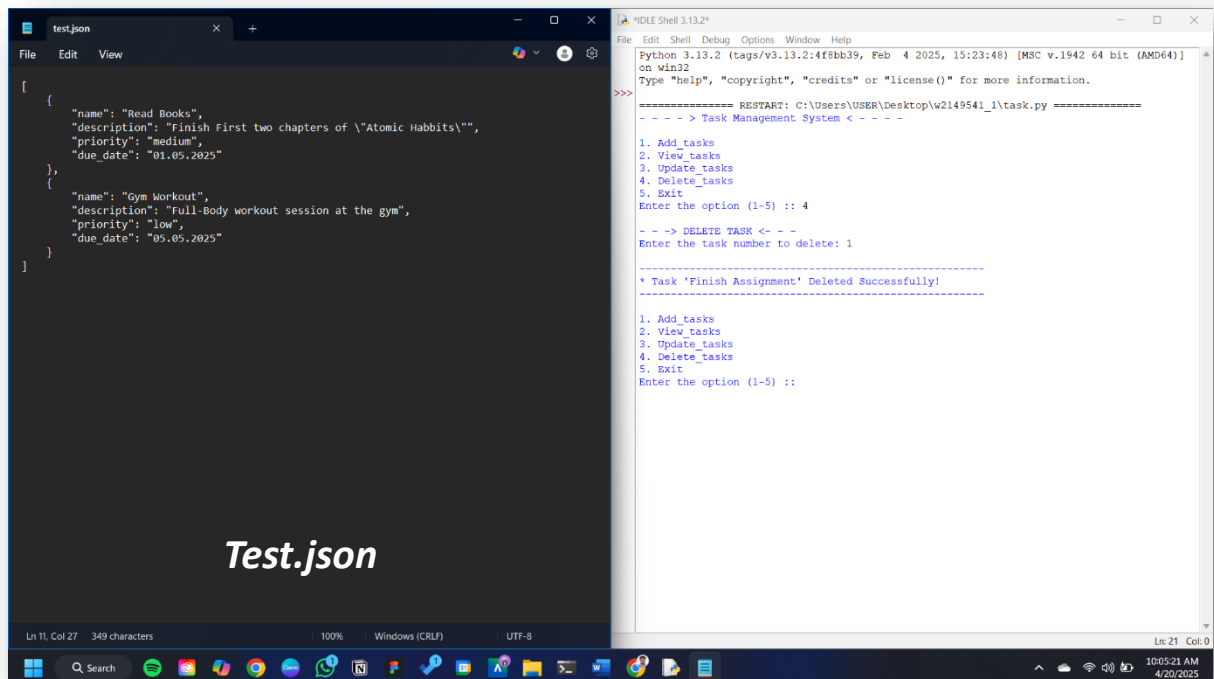 test.json
File Edit View
[
    {
        "name": "Read Books",
        "description": "Finish First two chapters of \"Atomic Habbits\"",
        "priority": "medium",
        "due_date": "01.05.2025"
    },
    {
        "name": "Gym Workout",
        "description": "Full-Body workout session at the gym",
        "priority": "low",
        "due_date": "05.05.2025"
    }
]
Test.json
Ln 11, Col 27 349 characters 100% Windows (CRLF) UTF-8
*IDLE Shell 3.13.2*
File Edit Shell Debug Options Window Help
Python 3.13.2 (tags/v3.13.2:4f8bb39, Feb  4 2025, 15:23:48) [MSC v.1942 64 bit (AMD64)]
on win32
Type "help", "copyright", "credits" or "license()" for more information.
>>>
=============== RESTART: C:\Users\USER\Desktop\w2149541_1\task.py ==============
- - - - > Task Management System < - - - -
1. Add_tasks
2. View_tasks
3. Update_tasks
4. Delete_tasks
5. Exit
Enter the option (1-5) :: 4
- - -> DELETE TASK <- - -
Enter the task number to delete: 1
-------------------------------------------------------
* Task 'Finish Assignment' Deleted Successfully!
-------------------------------------------------------
1. Add_tasks
2. View_tasks
3. Update_tasks
4. Delete_tasks
5. Exit
Enter the option (1-5) ::
Ln: 21 Col: 0
Search
10:05:21 AM
4/20/2025